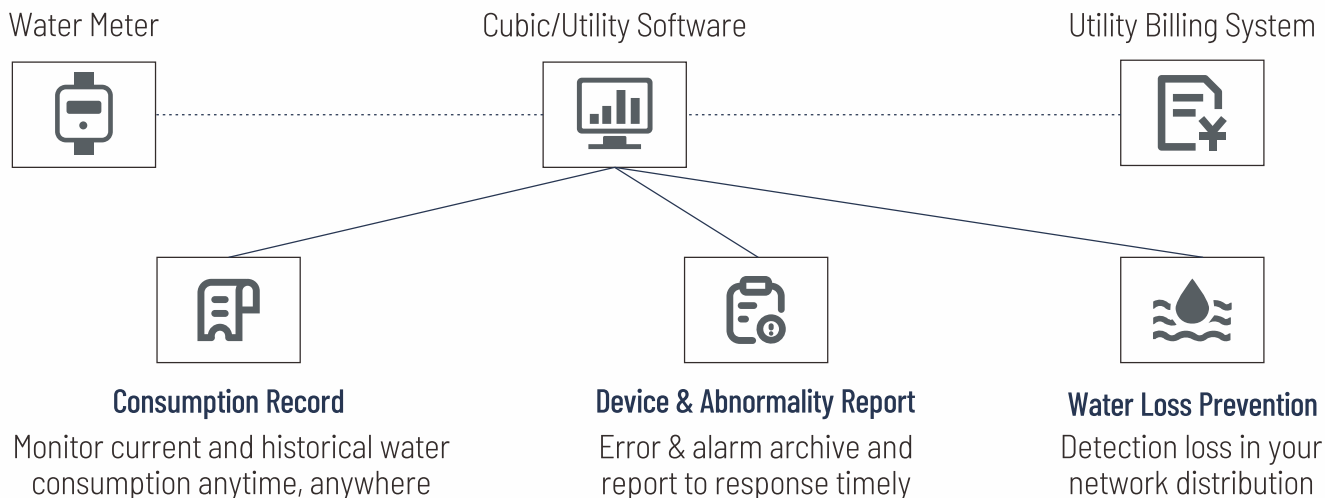 Water Meter
Cubic/Utility Software
Utility Billing System
¥
Consumption Record
Monitor current and historical water
consumption anytime, anywhere
Device & Abnormality Report
Error & alarm archive and
report to response timely
Water Loss Prevention
Detection loss in your
network distribution